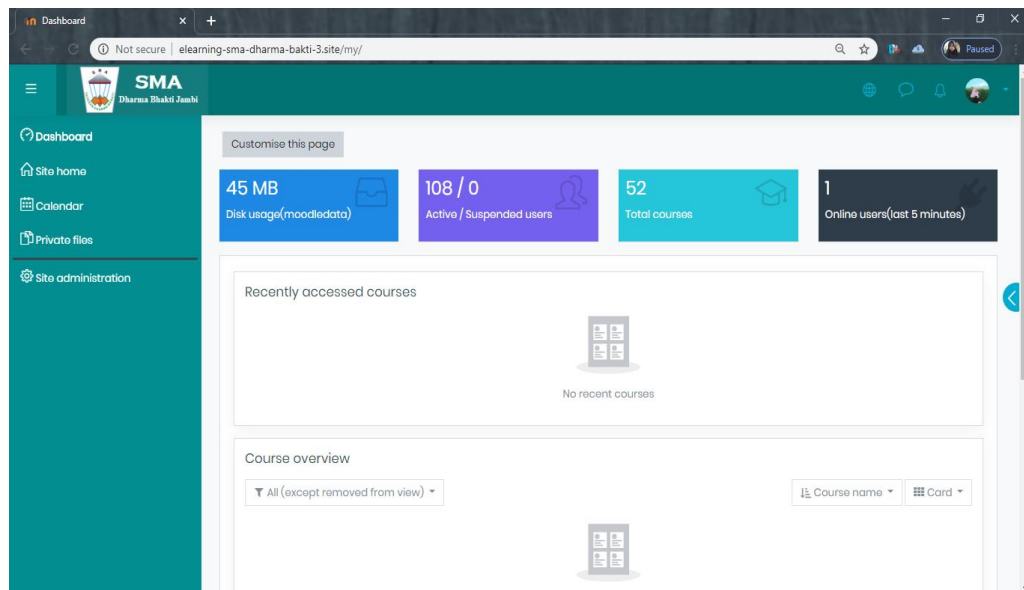 Dashboard
Not secure | elearning-sma-dharma-bakti-3.site/my/
Paused
SMA
Dharma Bhakti Jambi
Dashboard
Site home
Calendar
Private files
Site administration
Customise this page
45 MB
Disk usage(moodledata)
108 / 0
Active / Suspended users
52
Total courses
1
Online users(last 5 minutes)
Recently accessed courses
No recent courses
Course overview
All (except removed from view)
Course name
Card